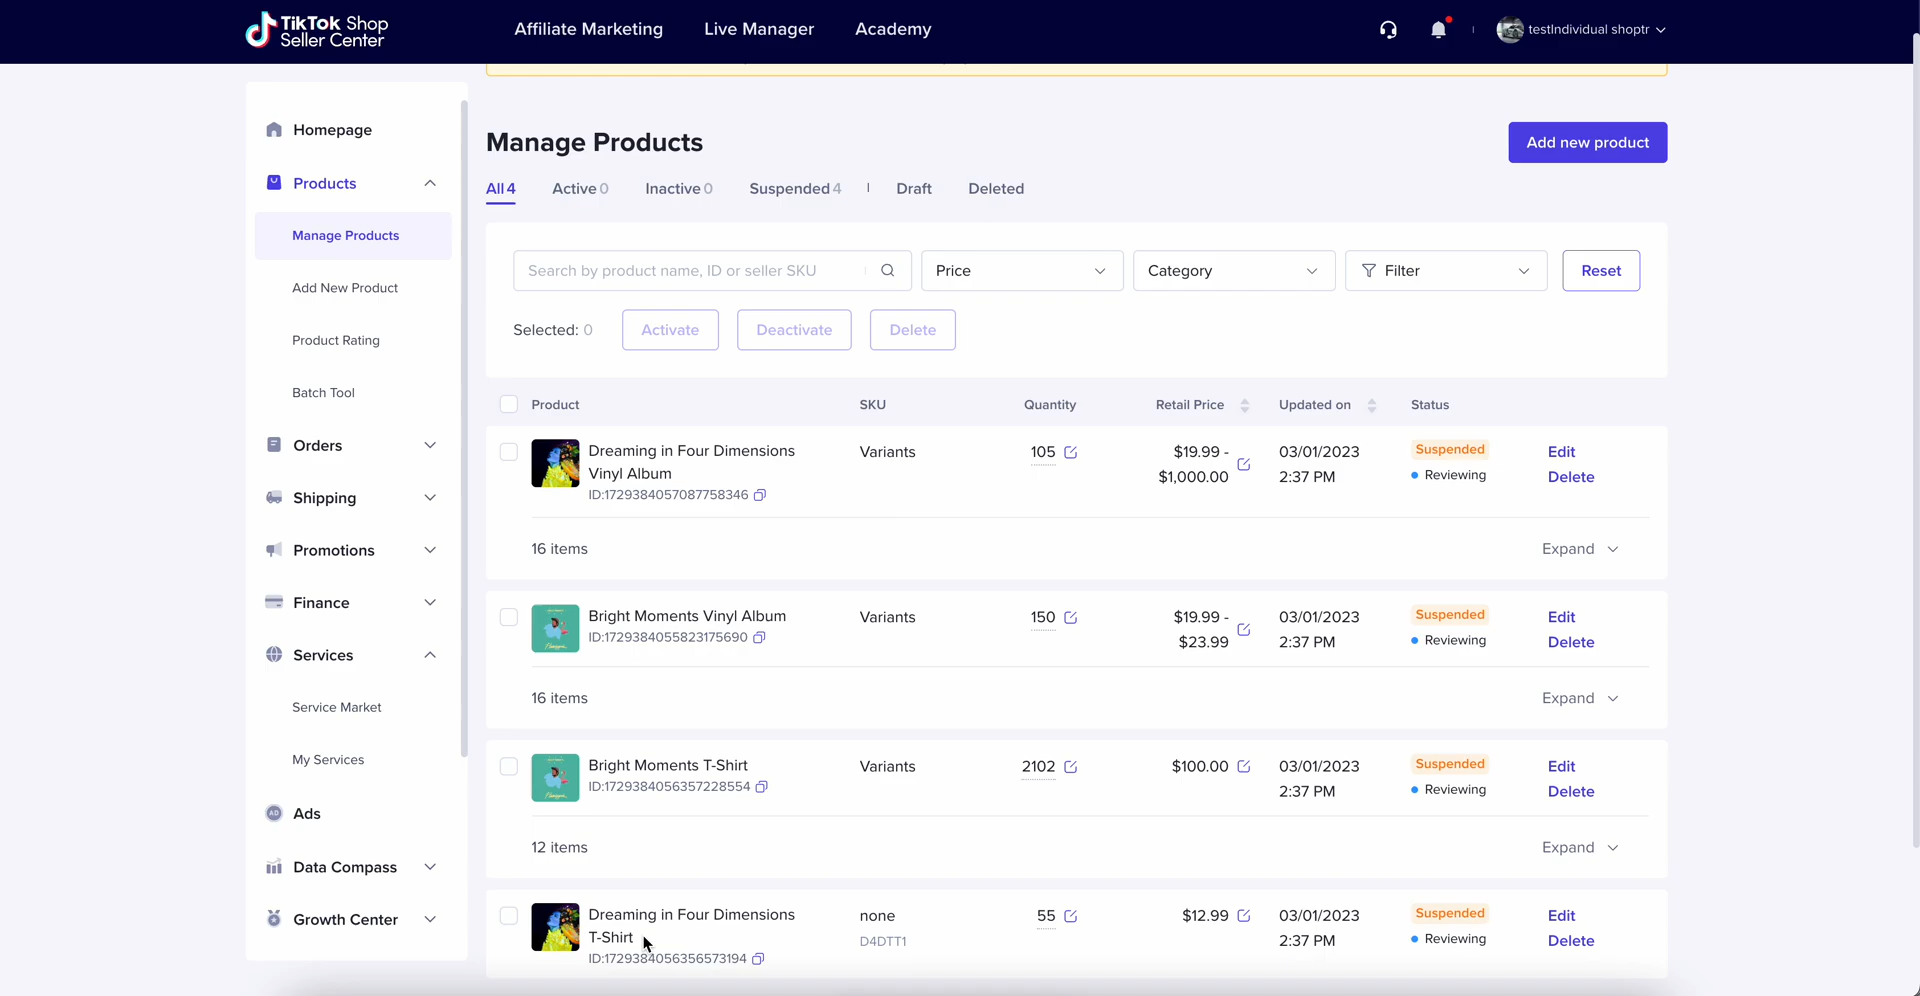 TikTok Shop
Seller Center
Affiliate Marketing
Live Manager
Academy
testIndividual shoptr
Homepage
Products
Manage Products
Add New Product
Product Rating
Batch Tool
Orders
Shipping
Promotions
Finance
Services
Service Market
My Services
AD Ads
Data Compass
Growth Center
Manage Products
Add new product
All 4
Active 0
Inactive 0
Suspended 4
Draft
Deleted
Search by product name, ID or seller SKU
Price
Category
Filter
Reset
Selected: 0
Activate
Deactivate
Delete
Product
SKU
Quantity
Retail Price
Updated on
Status
Dreaming in Four Dimensions
Vinyl Album
ID:1729384057087758346
Variants
105
$19.99 -
$1,000.00
03/01/2023
2:37 PM
Suspended
Reviewing
Edit
Delete
16 items
Expand
Bright Moments Vinyl Album
ID:1729384055823175690
Variants
150
$19.99 -
$23.99
03/01/2023
2:37 PM
Suspended
Reviewing
Edit
Delete
16 items
Expand
Bright Moments T-Shirt
ID:1729384056357228554
Variants
2102
$100.00
03/01/2023
2:37 PM
Suspended
Reviewing
Edit
Delete
12 items
Expand
Dreaming in Four Dimensions
T-Shirt
ID:1729384056356573194
none
D4DTT1
55
$12.99
03/01/2023
2:37 PM
Suspended
Reviewing
Edit
Delete